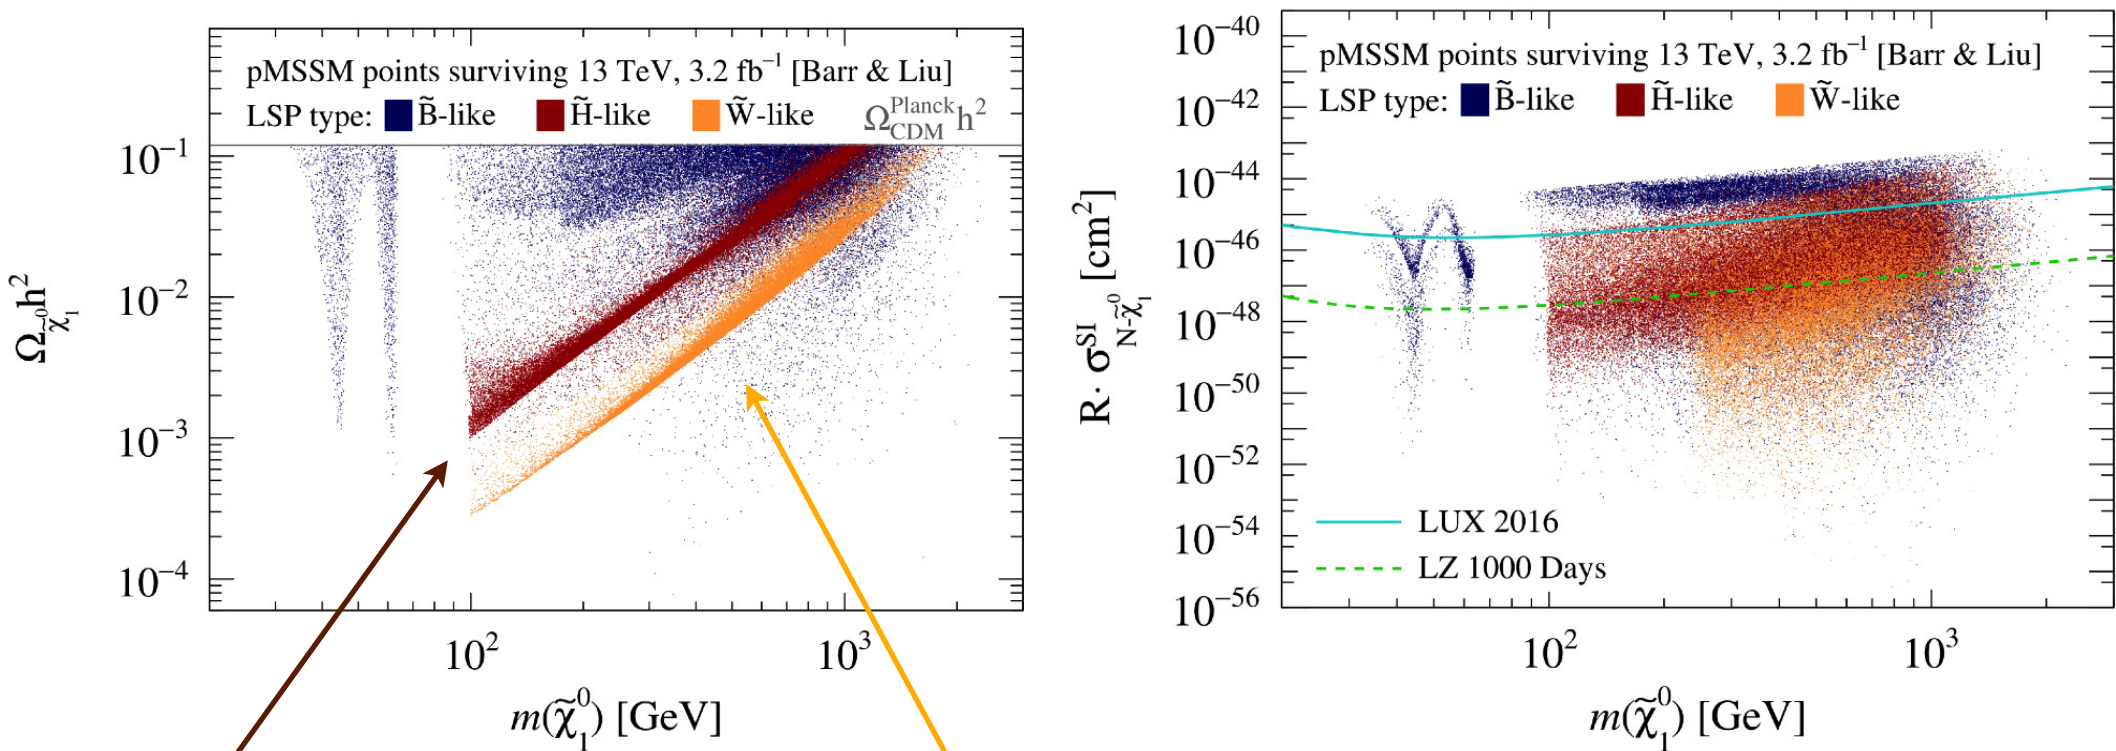 pMSSM points surviving 13 TeV, 3.2 fb⁻¹ [Barr & Liu]
LSP type: B̃-like H̃-like W̃-like Ω^Planck_CDM h²
10⁻¹
10⁻²
10⁻³
10⁻⁴
Ω_χ̃₁⁰ h²
10² 10³
m(χ̃₁⁰) [GeV]
pMSSM points surviving 13 TeV, 3.2 fb⁻¹ [Barr & Liu]
LSP type: B̃-like H̃-like W̃-like
10⁻⁴⁰
10⁻⁴²
10⁻⁴⁴
10⁻⁴⁶
10⁻⁴⁸
10⁻⁵⁰
10⁻⁵²
10⁻⁵⁴
10⁻⁵⁶
R · σ^SI_N-χ̃₁⁰ [cm²]
LUX 2016
LZ 1000 Days
10² 10³
m(χ̃₁⁰) [GeV]